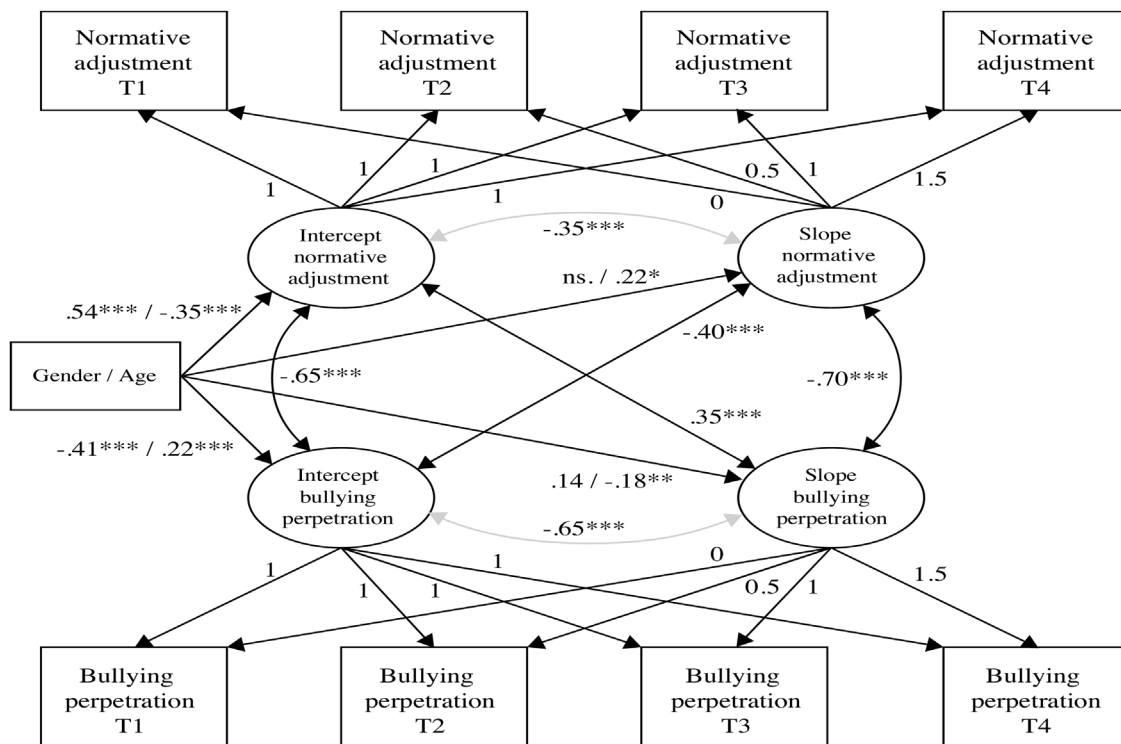 Normative
adjustment
T1
Normative
adjustment
T2
Normative
adjustment
T3
Normative
adjustment
T4
1
1
1
1
0
0.5
1
1.5
Intercept
normative
adjustment
-.35***
Slope
normative
adjustment
ns. / .22*
.54*** / -.35***
-.40***
Gender / Age
-.65***
-.70***
.35***
-.41*** / .22***
Intercept
bullying
perpetration
.14 / -.18**
Slope
bullying
perpetration
-.65***
1
1
1
1
0
0.5
1
1.5
Bullying
perpetration
T1
Bullying
perpetration
T2
Bullying
perpetration
T3
Bullying
perpetration
T4